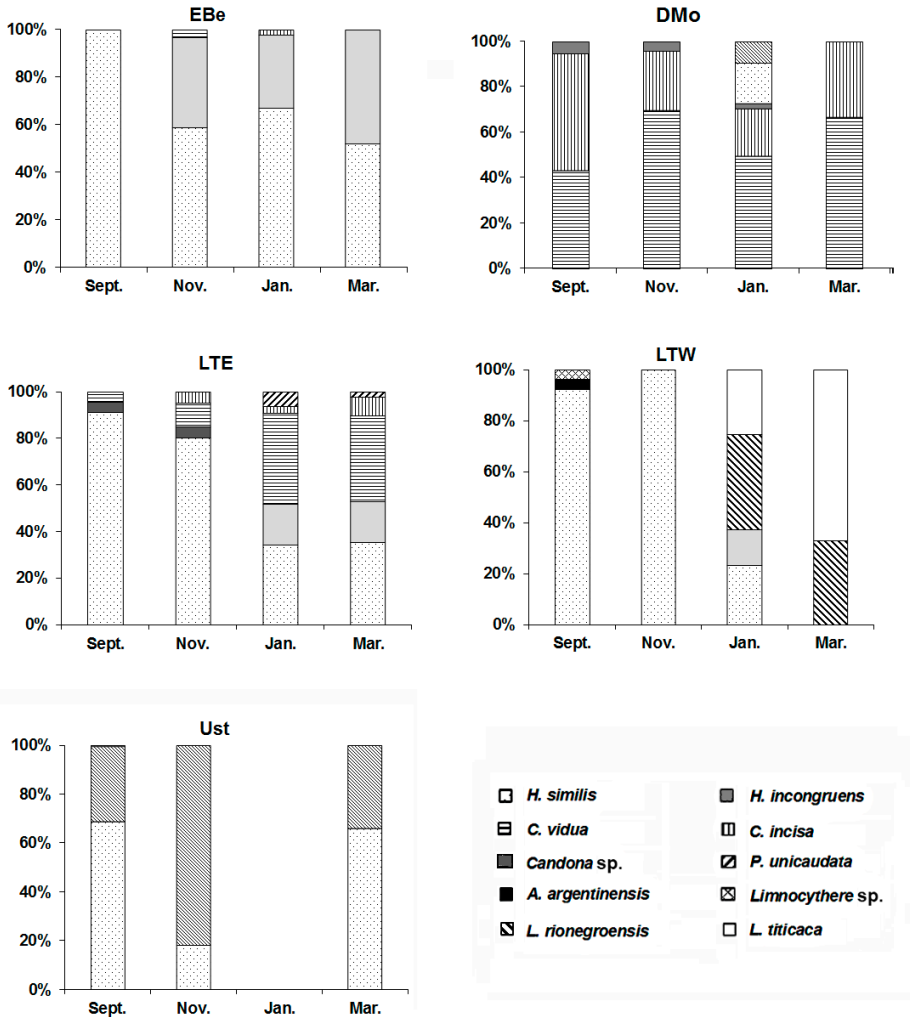 EBe
100%
80%
60%
40%
20%
0%
Sept. Nov. Jan. Mar.
DMo
100%
80%
60%
40%
20%
0%
Sept. Nov. Jan. Mar.
LTE
100%
80%
60%
40%
20%
0%
Sept. Nov. Jan. Mar.
LTW
100%
80%
60%
40%
20%
0%
Sept. Nov. Jan. Mar.
Ust
100%
80%
60%
40%
20%
0%
Sept. Nov. Jan. Mar.
H. similis H. incongruens
C. vidua C. incisa
Candona sp. P. unicaudata
A. argentinensis Limnocythere sp.
L. rionegroensis L. titicaca